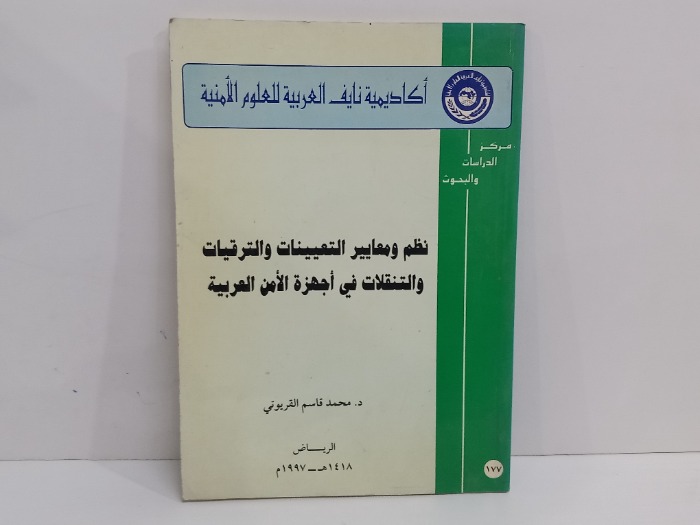 أكاديمية نايف العربية للعلوم الأمنية
مركز
الدراسات
والبحوث
نظم ومعايير التعيينات والترقيات
والتنقلات في أجهزة الأمن العربية
د. محمد قاسم القريوتي
الرياض
١٤١٨هـ ــ ١٩٩٧م
١٧٧